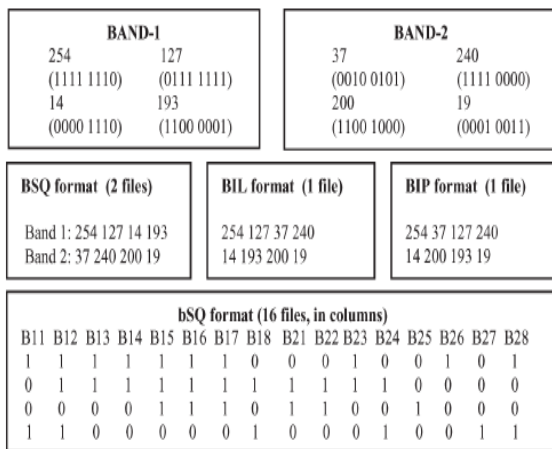 BAND-1
254 127
(1111 1110) (0111 1111)
14 193
(0000 1110) (1100 0001)
BAND-2
37 240
(0010 0101) (1111 0000)
200 19
(1100 1000) (0001 0011)
BSQ format (2 files)
Band 1: 254 127 14 193
Band 2: 37 240 200 19
BIL format (1 file)
254 127 37 240
14 193 200 19
BIP format (1 file)
254 37 127 240
14 200 193 19
bSQ format (16 files, in columns)
B11 B12 B13 B14 B15 B16 B17 B18 B21 B22 B23 B24 B25 B26 B27 B28
1 1 1 1 1 1 1 0 0 0 1 0 0 1 0 1
0 1 1 1 1 1 1 1 1 1 1 1 0 0 0 0
0 0 0 0 1 1 1 0 1 1 0 0 1 0 0 0
1 1 0 0 0 0 0 1 0 0 0 1 0 0 1 1